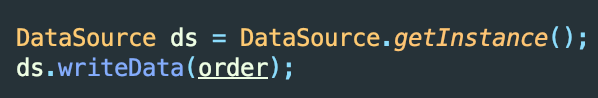 DataSource ds = DataSource.getInstance();
ds.writeData(order);